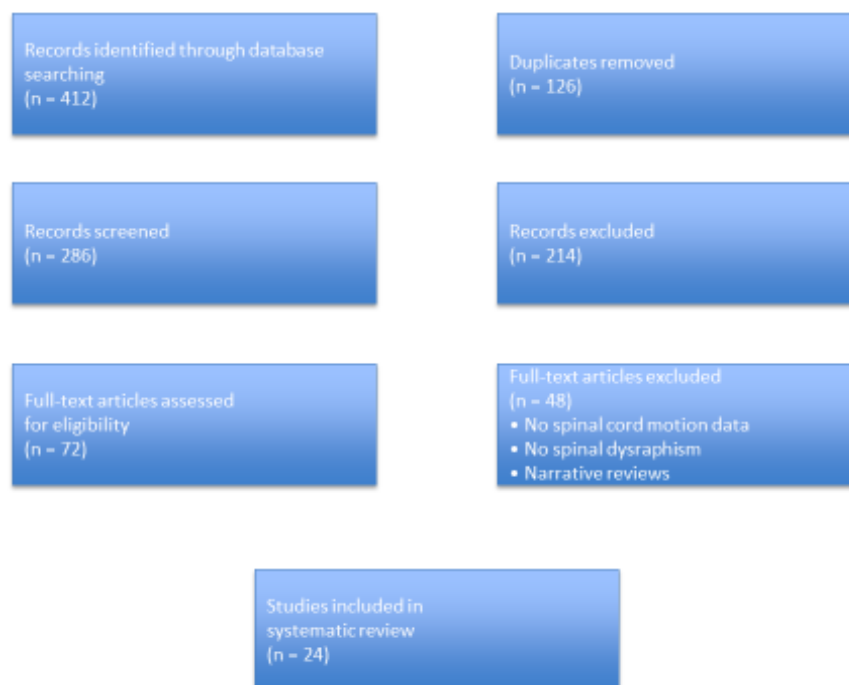 Records identified through database
searching
(n = 412)
Duplicates removed
(n = 126)
Records screened
(n = 286)
Records excluded
(n = 214)
Full-text articles assessed
for eligibility
(n = 72)
Full-text articles excluded
(n = 48)
• No spinal cord motion data
• No spinal dysraphism
• Narrative reviews
Studies included in
systematic review
(n = 24)